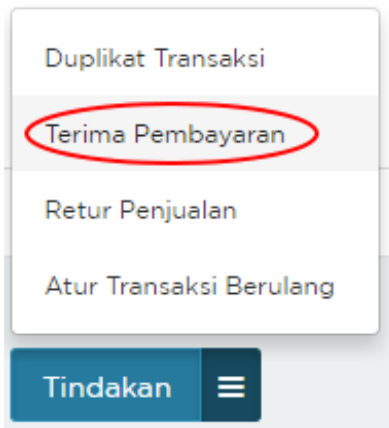 Duplikat Transaksi
Terima Pembayaran
Retur Penjualan
Atur Transaksi Berulang
Tindakan